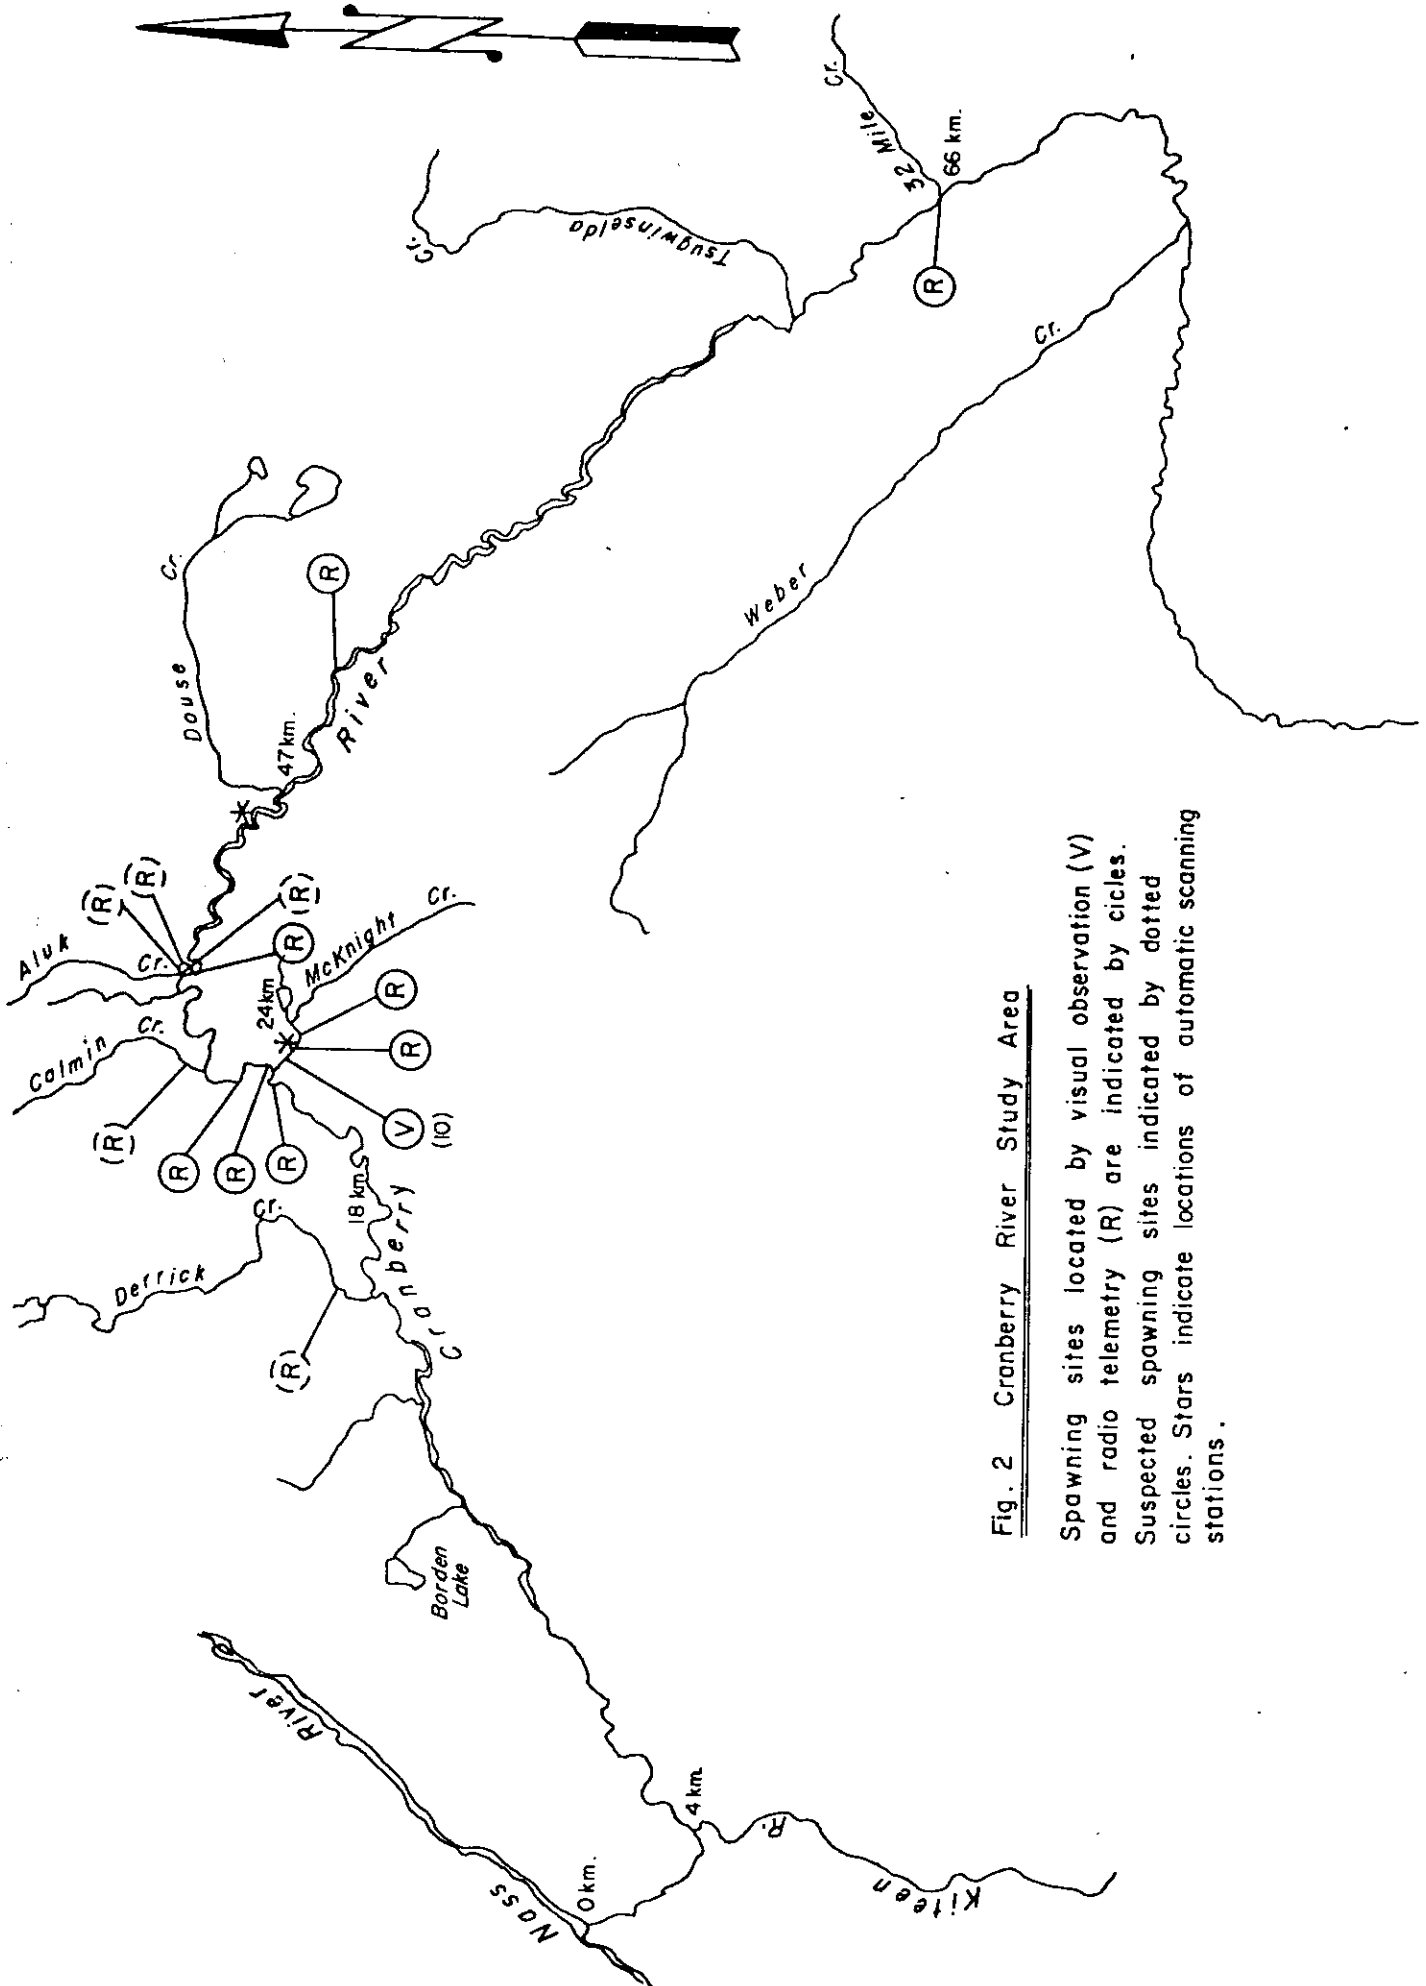 Cr.
32 Mile
66 km.
R
Cr.
Tsugwinselda
Cr.
Weber
Cr.
Douse
R
River
47 km.
(R)
(R)
(R)
R
Aluk
Cr.
McKnight Cr.
24 km
R
R
V
(10)
Calmin Cr.
(R)
R
R
R
Derrick
Cr.
(R)
18 km
Cranberry
Borden
Lake
Nass River
0 km.
4 km.
Kiteen R.
Fig. 2 Cranberry River Study Area
Spawning sites located by visual observation (V)
and radio telemetry (R) are indicated by cicles.
Suspected spawning sites indicated by dotted
circles. Stars indicate locations of automatic scanning
stations.